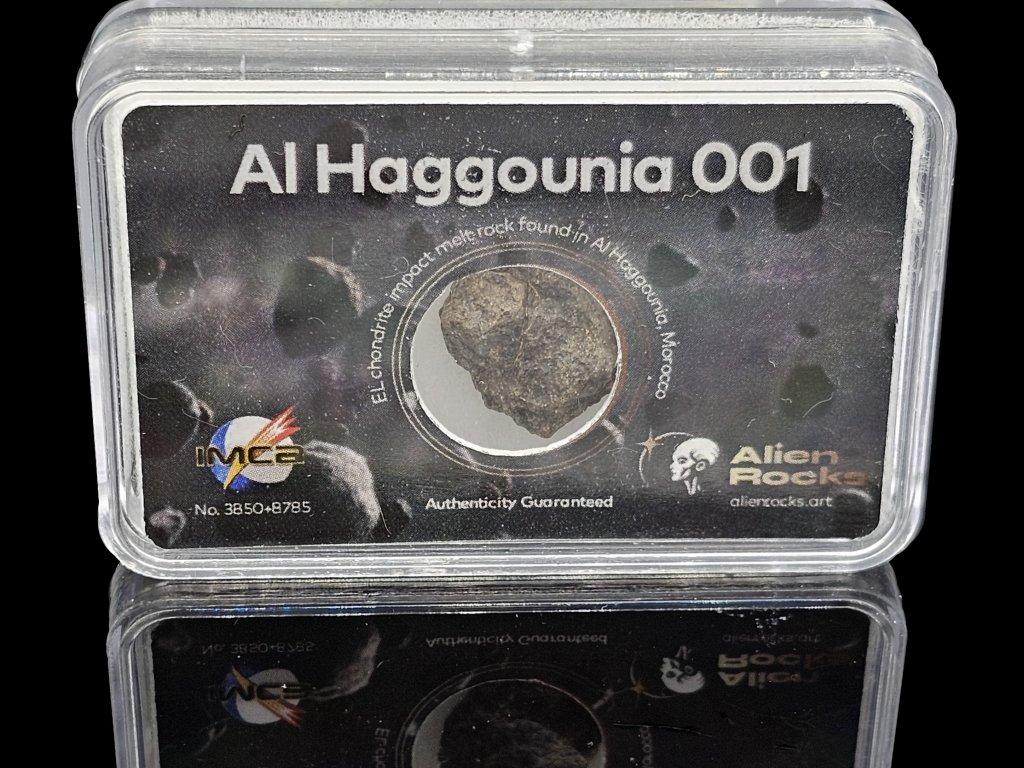 Al Haggounia 001
EL chondrite impact melt rock found in Al Haggounia, Morocco
IMCA
No. 3850+8785
Authenticity Guaranteed
Alien
Rocks
alienrocks.art